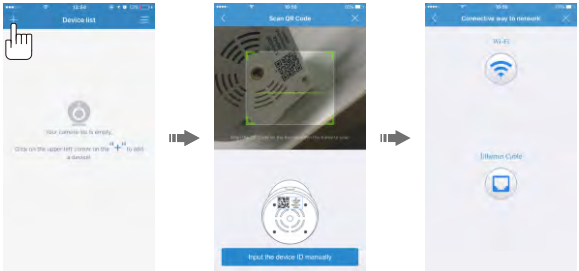 Device list
Your camera list is empty.
Click on the upper-left corner on the "+" to add
a device!
Scan QR Code
Input the device ID manually
Connective way to network
Wi-Fi
Ethernet Cable